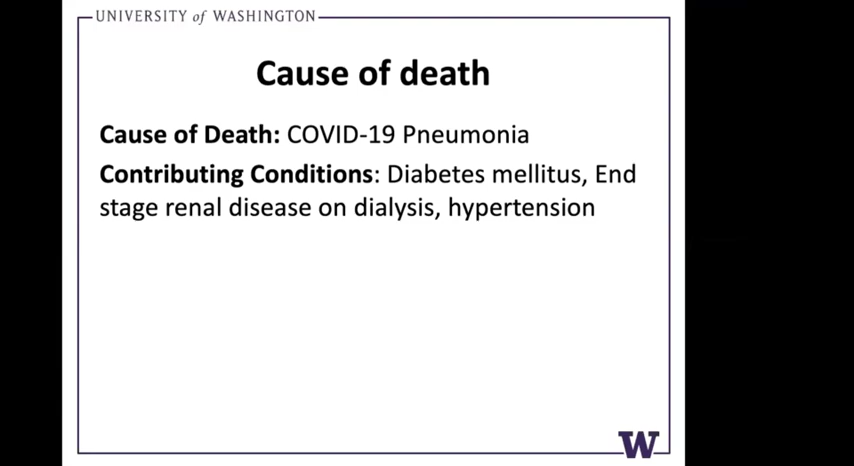 UNIVERSITY of WASHINGTON
Cause of death
Cause of Death: COVID-19 Pneumonia
Contributing Conditions: Diabetes mellitus, End
stage renal disease on dialysis, hypertension
W